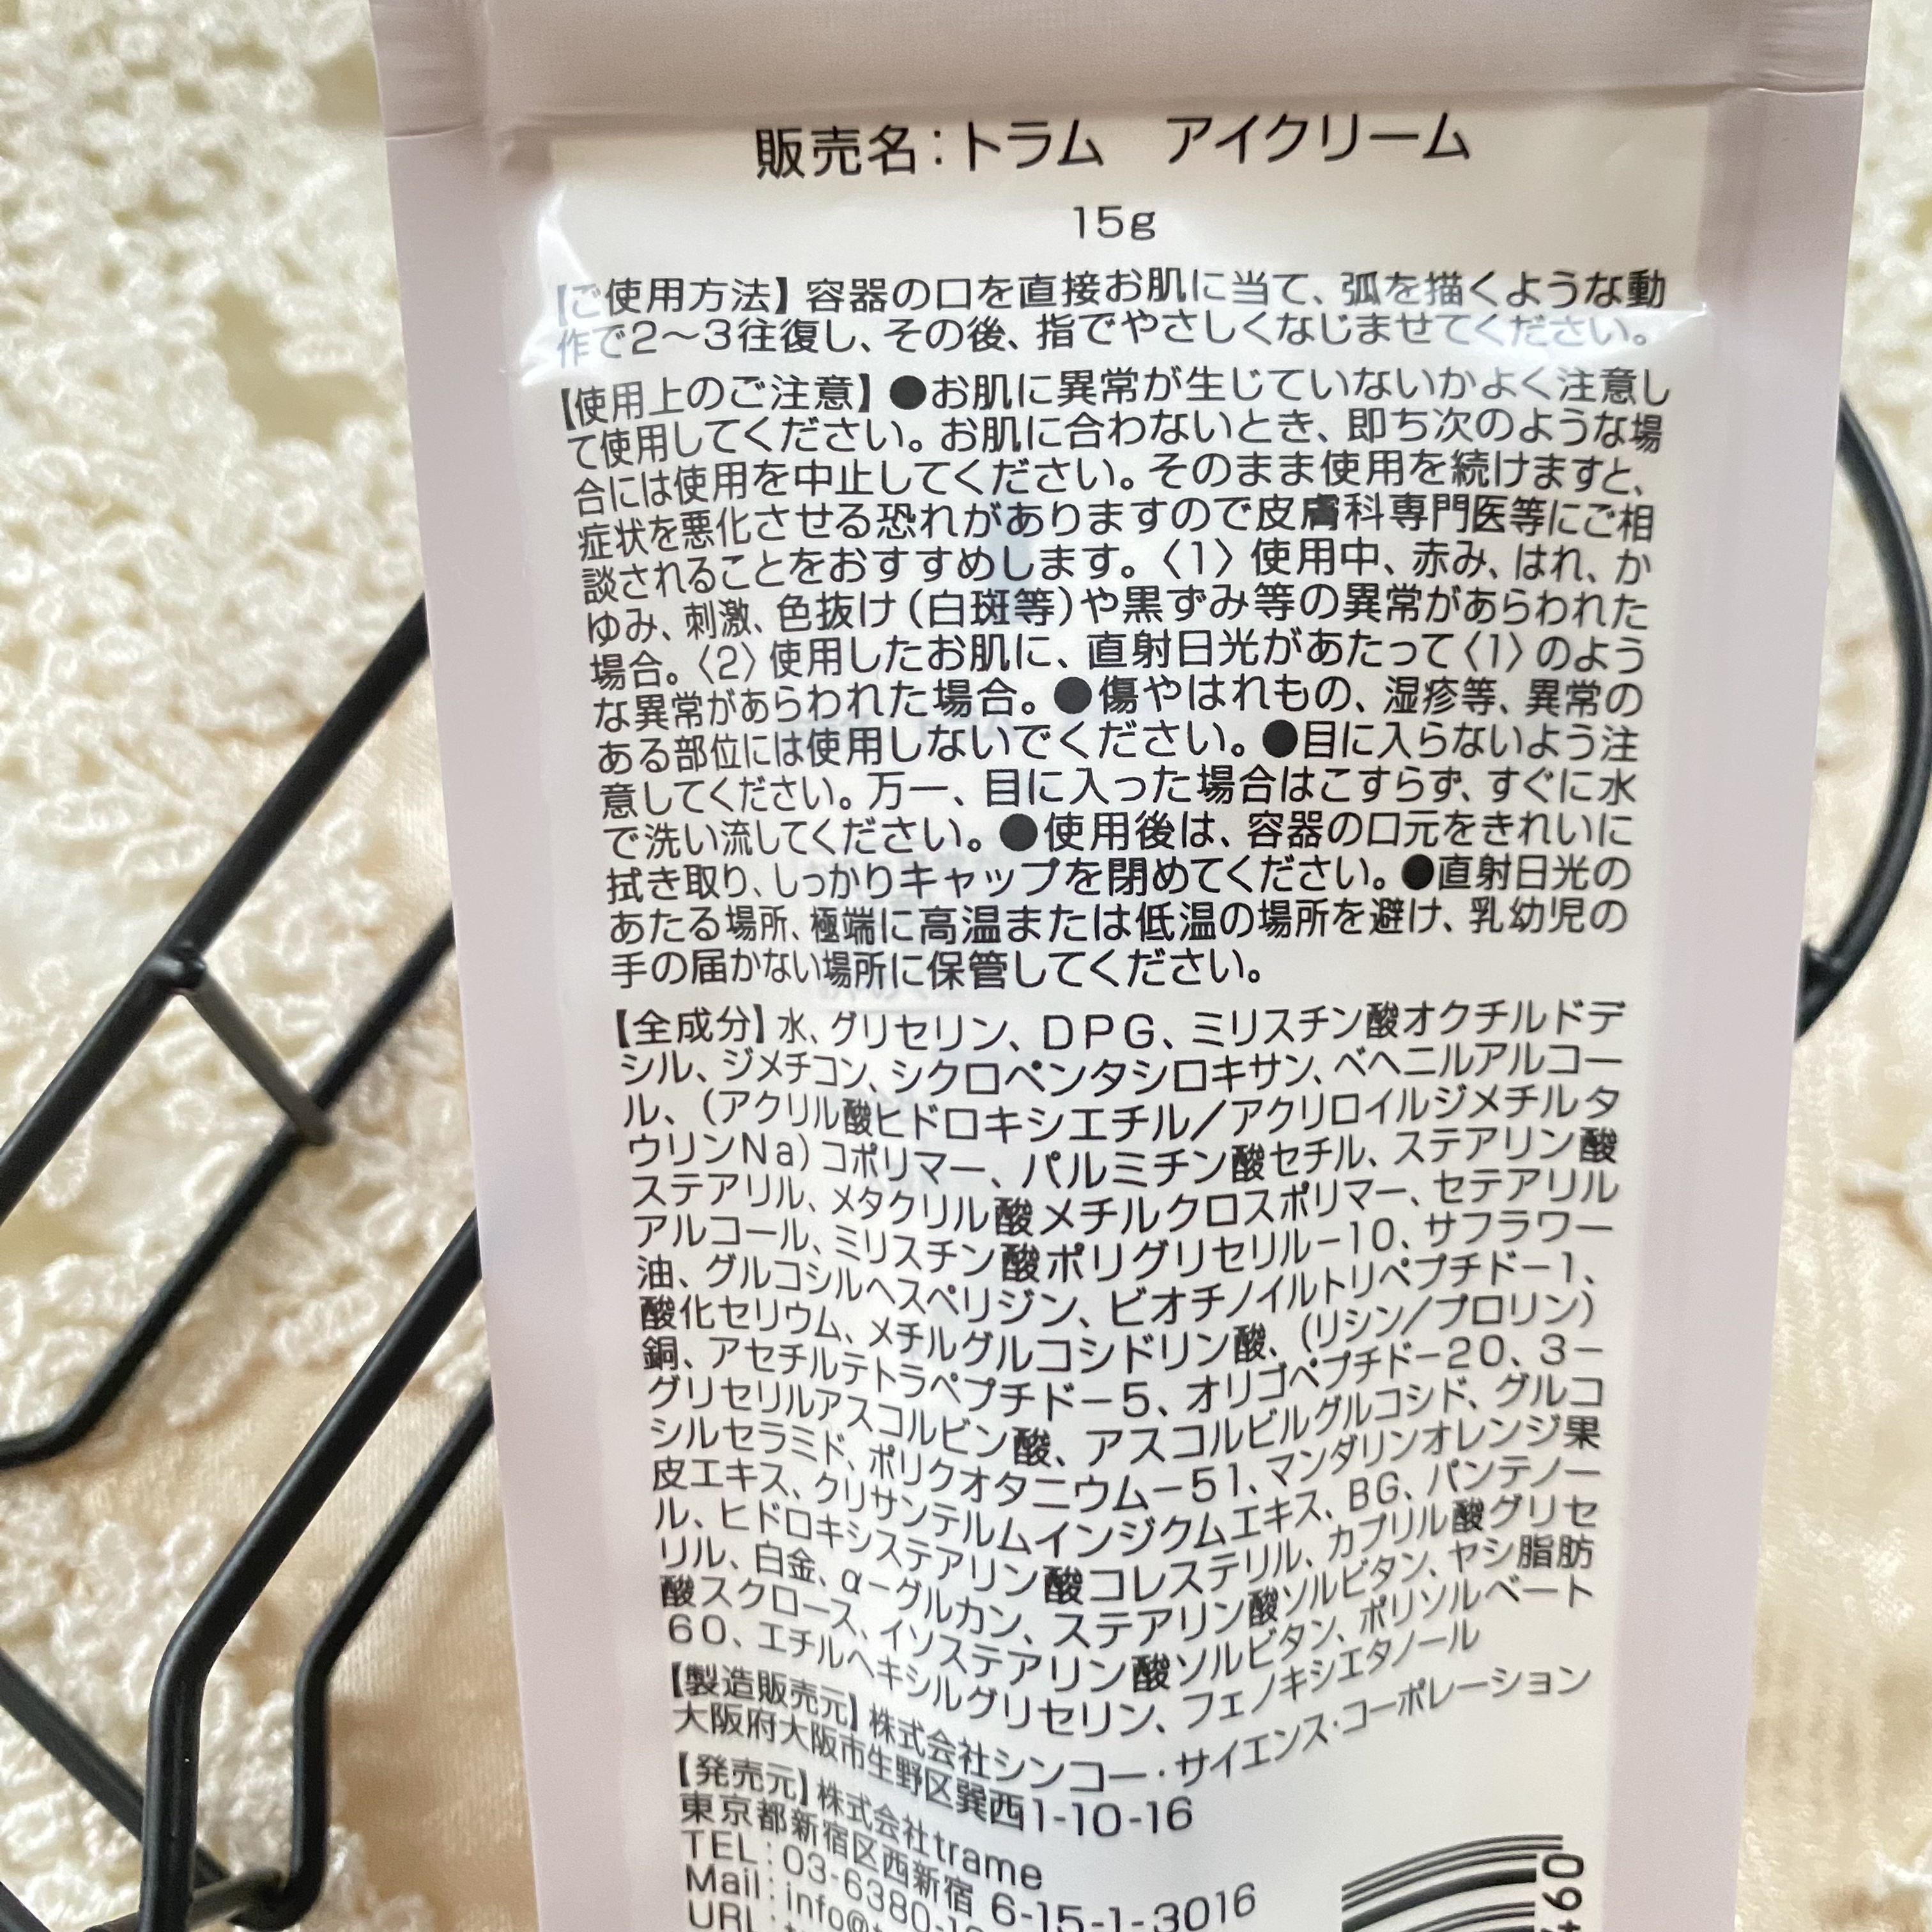 販売名：トラム　アイクリーム
15g
【ご使用方法】容器の口を直接お肌に当て、弧を描くような動
作で2〜3往復し、その後、指でやさしくなじませてください。
【使用上のご注意】●お肌に異常が生じていないかよく注意し
て使用してください。お肌に合わないとき、即ち次のような場
合には使用を中止してください。そのまま使用を続けますと、
症状を悪化させる恐れがありますので皮膚科専門医等にご相
談されることをおすすめします。〈1〉使用中、赤み、はれ、か
ゆみ、刺激、色抜け（白斑等）や黒ずみ等の異常があらわれた
場合。〈2〉使用したお肌に、直射日光があたって〈1〉のよう
な異常があらわれた場合。●傷やはれもの、湿疹等、異常の
ある部位には使用しないでください。●目に入らないよう注
意してください。万一、目に入った場合はこすらず、すぐに水
で洗い流してください。●使用後は、容器の口元をきれいに
拭き取り、しっかりキャップを閉めてください。●直射日光の
あたる場所、極端に高温または低温の場所を避け、乳幼児の
手の届かない場所に保管してください。
【全成分】水、グリセリン、DPG、ミリスチン酸オクチルドデ
シル、ジメチコン、シクロペンタシロキサン、ベヘニルアルコー
ル、（アクリル酸ヒドロキシエチル／アクリロイルジメチルタ
ウリンNa）コポリマー、パルミチン酸セチル、ステアリン酸
ステアリル、メタクリル酸メチルクロスポリマー、セテアリル
アルコール、ミリスチン酸ポリグリセリル−10、サフラワー
油、グルコシルヘスペリジン、ビオチノイルトリペプチド−1、
酸化セリウム、メチルグルコシドリン酸、（リシン／プロリン）
銅、アセチルテトラペプチド−5、オリゴペプチド−20、3−
グリセリルアスコルビン酸、アスコルビルグルコシド、グルコ
シルセラミド、ポリクオタニウム−51、マンダリンオレンジ果
皮エキス、クリサンテルムインジクムエキス、BG、パンテノー
ル、ヒドロキシステアリン酸コレステリル、カプリル酸グリセ
リル、白金、α−グルカン、ステアリン酸ソルビタン、ヤシ脂肪
酸スクロース、イソステアリン酸ソルビタン、ポリソルベート
60、エチルヘキシルグリセリン、フェノキシエタノール
【製造販売元】株式会社シンコー・サイエンス・コーポレーション
大阪府大阪市生野区巽西1-10-16
【発売元】株式会社trame
東京都新宿区西新宿 6-15-1-3016
TEL：03-6380-
Mail：info@
URL：